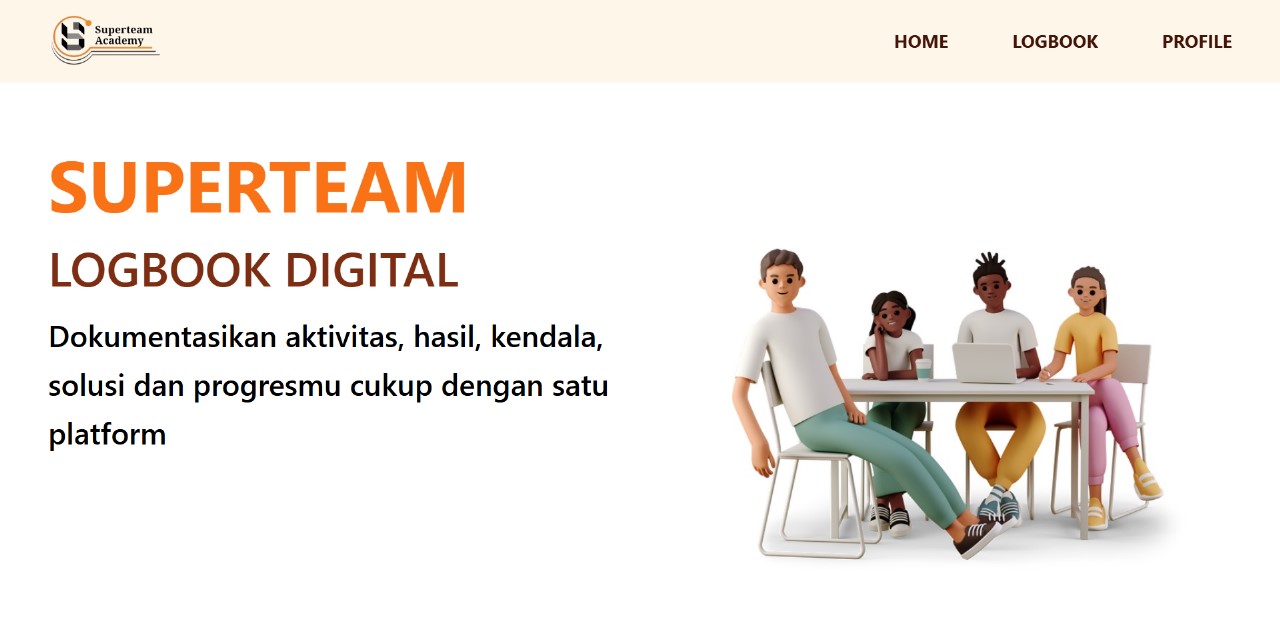 Superteam
Academy
HOME
LOGBOOK
PROFILE
SUPERTEAM
LOGBOOK DIGITAL
Dokumentasikan aktivitas, hasil, kendala,
solusi dan progresmu cukup dengan satu
platform